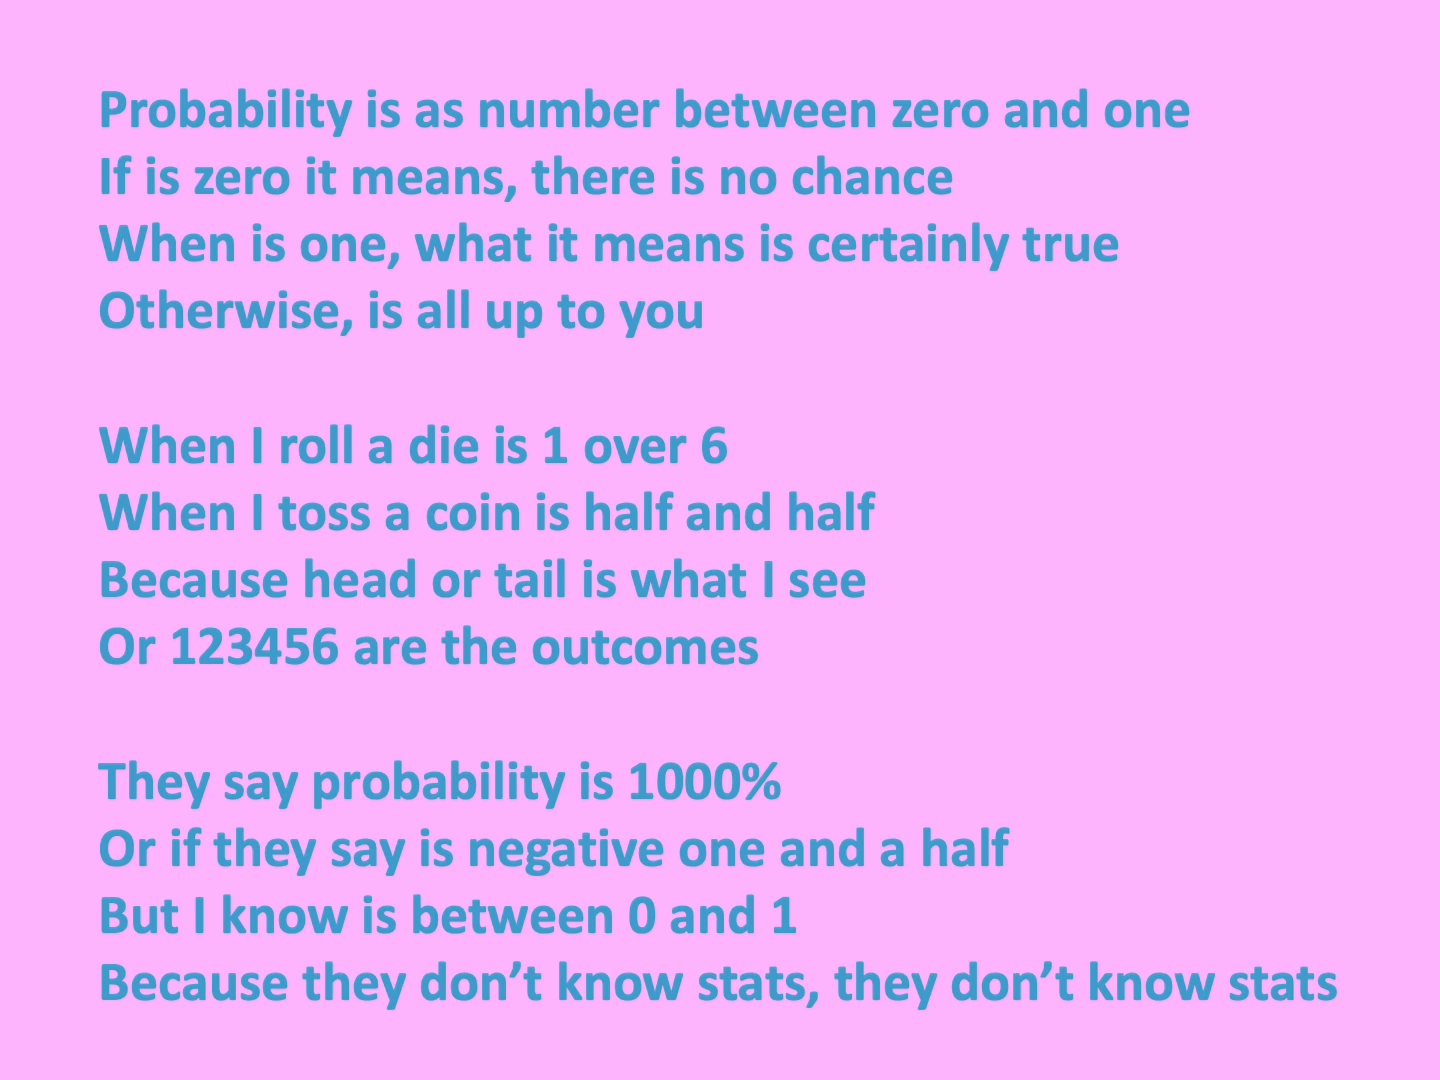 Probability is as number between zero and one
If is zero it means, there is no chance
When is one, what it means is certainly true
Otherwise, is all up to you
When I roll a die is 1 over 6
When I toss a coin is half and half
Because head or tail is what I see
Or 123456 are the outcomes
They say probability is 1000%
Or if they say is negative one and a half
But I know is between 0 and 1
Because they don’t know stats, they don’t know stats